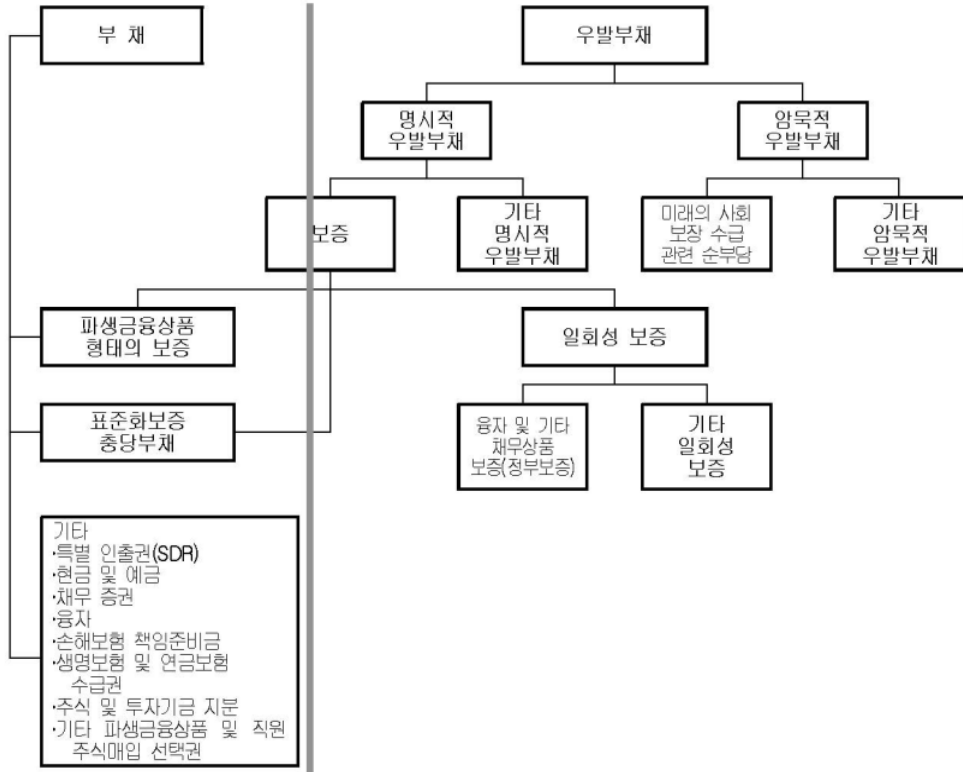 부 채
우발부채
명시적
우발부채
암묵적
우발부채
보증
기타
명시적
우발부채
미래의 사회
보장 수급
관련 순부담
기타
암묵적
우발부채
파생금융상품
형태의 보증
일회성 보증
표준화보증
충당부채
융자 및 기타
채무상품
보증(정부보증)
기타
일회성
보증
기타
·특별 인출권(SDR)
·현금 및 예금
·채무 증권
·융자
·손해보험 책임준비금
·생명보험 및 연금보험
수급권
·주식 및 투자기금 지분
·기타 파생금융상품 및 직원
주식매입 선택권